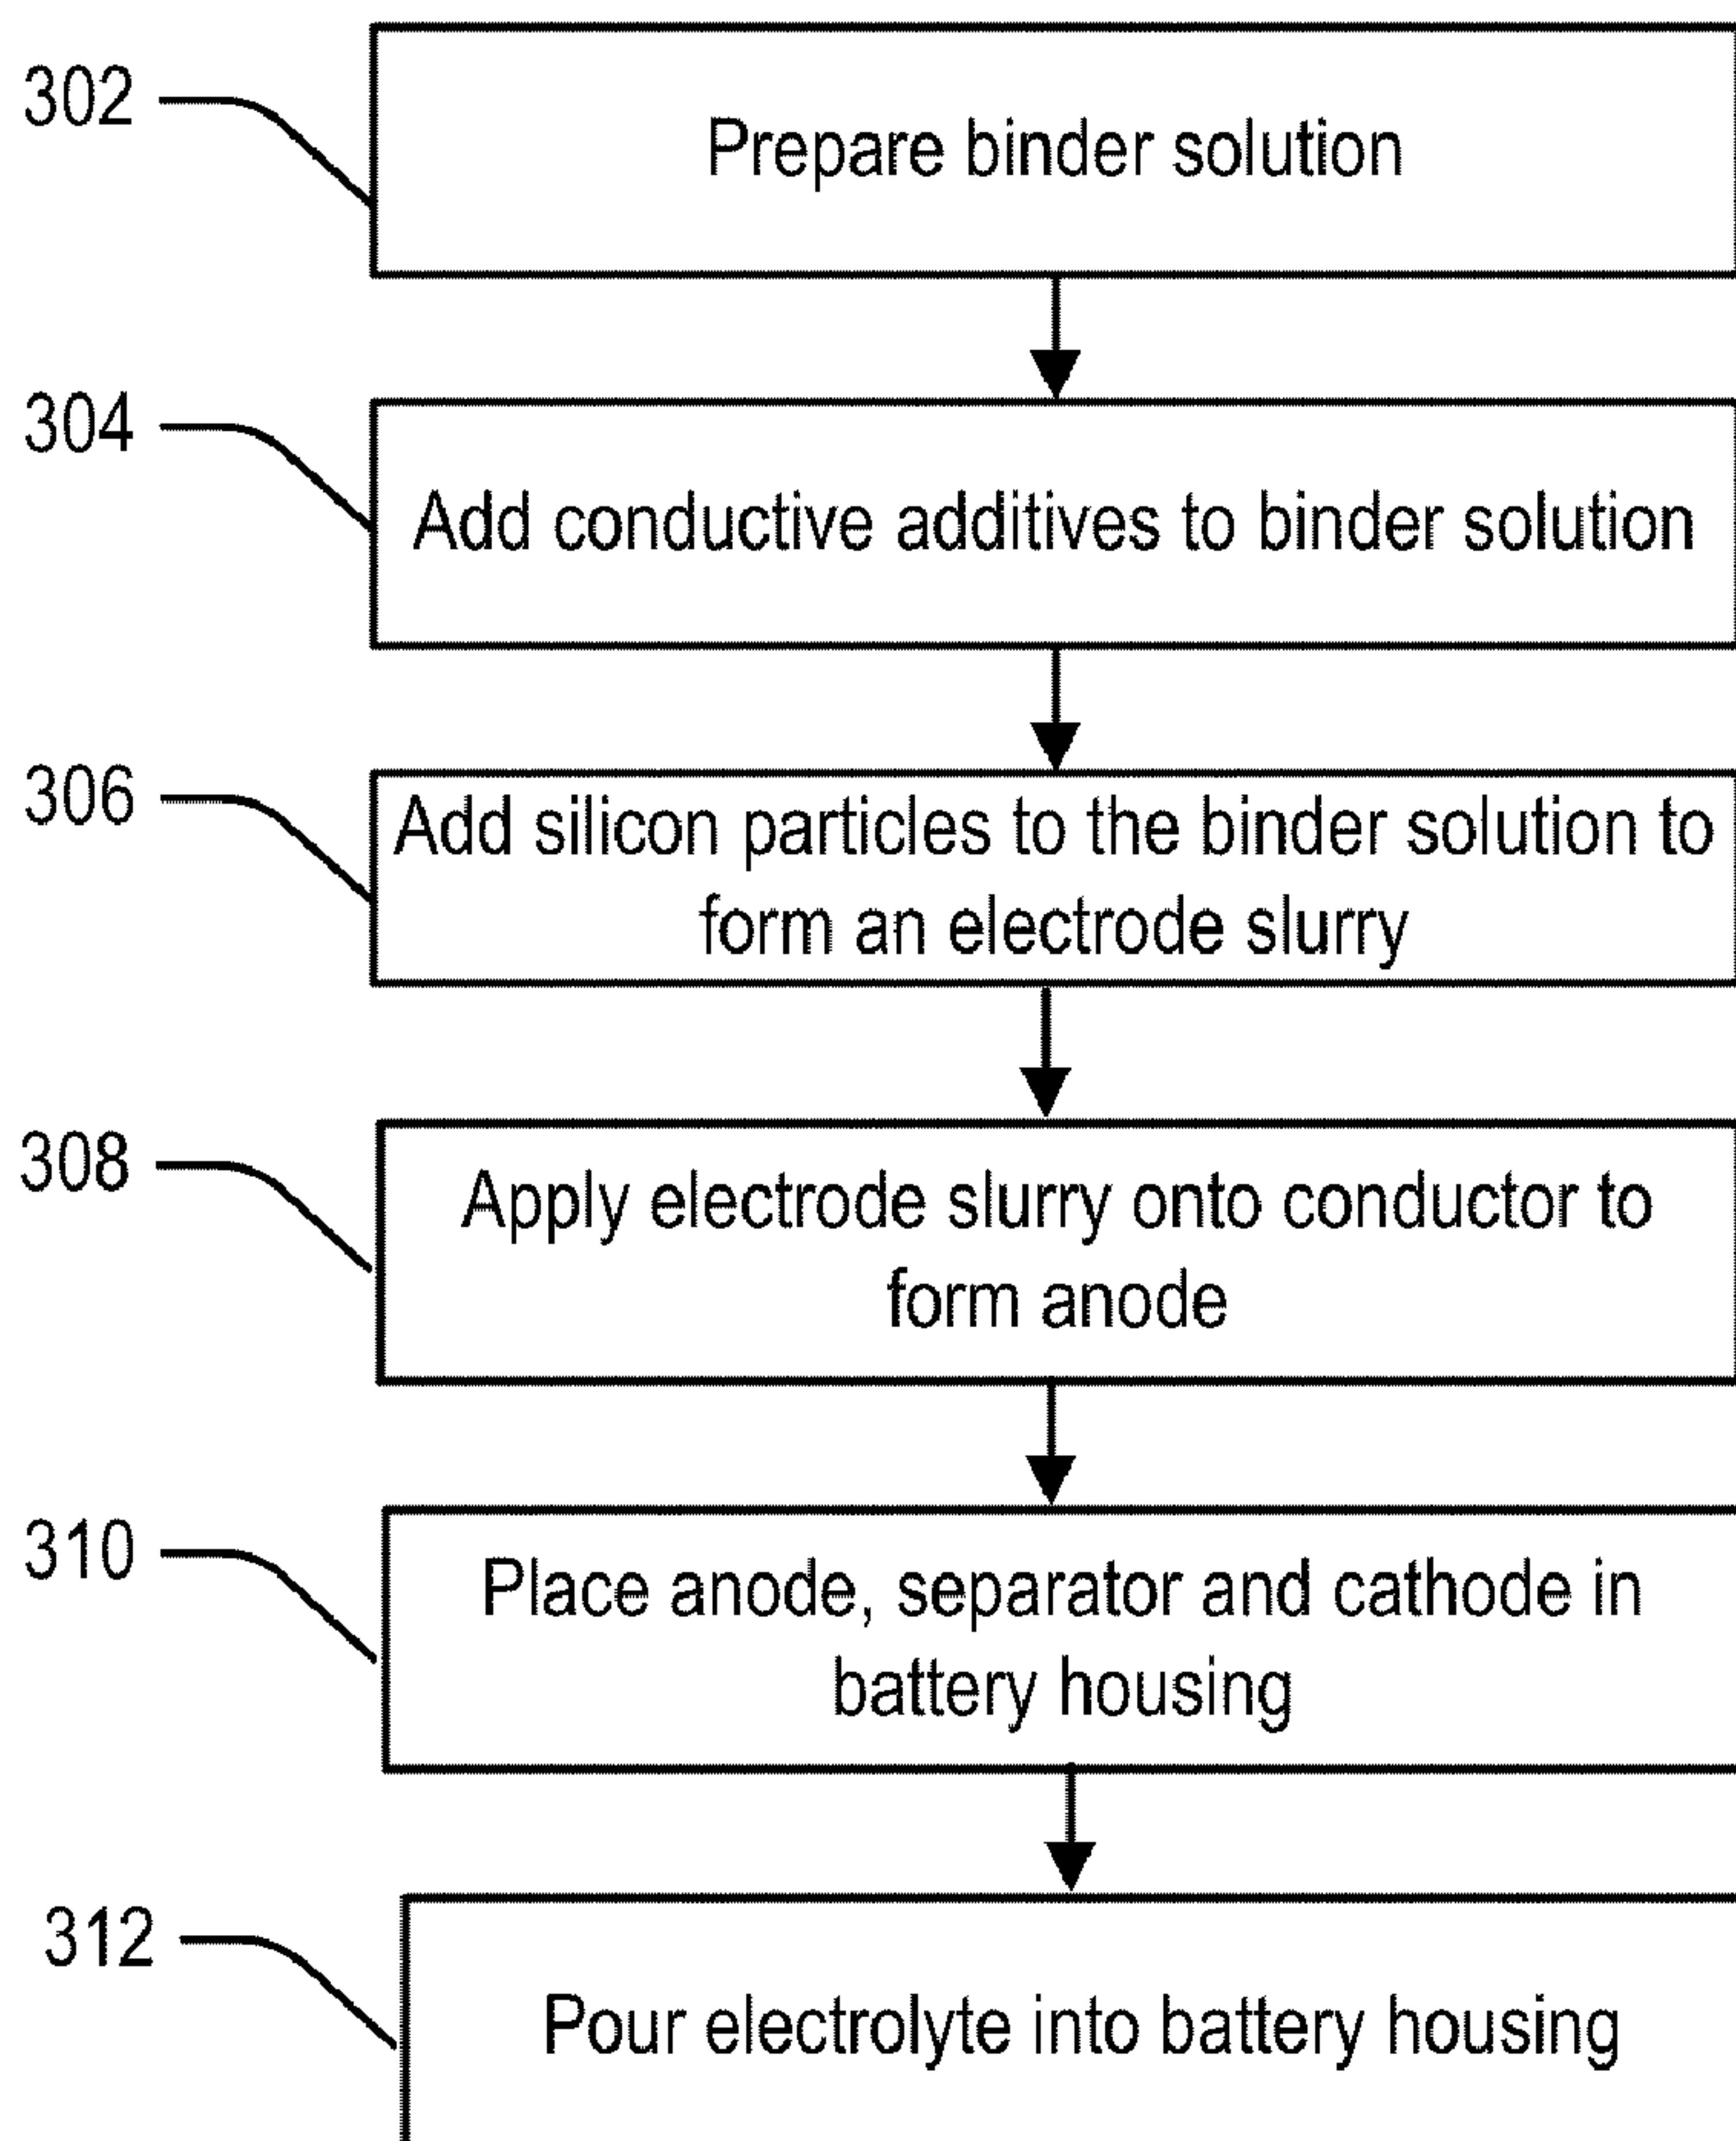 302
Prepare binder solution
304
Add conductive additives to binder solution
306
Add silicon particles to the binder solution to
form an electrode slurry
308
Apply electrode slurry onto conductor to
form anode
310
Place anode, separator and cathode in
battery housing
312
Pour electrolyte into battery housing